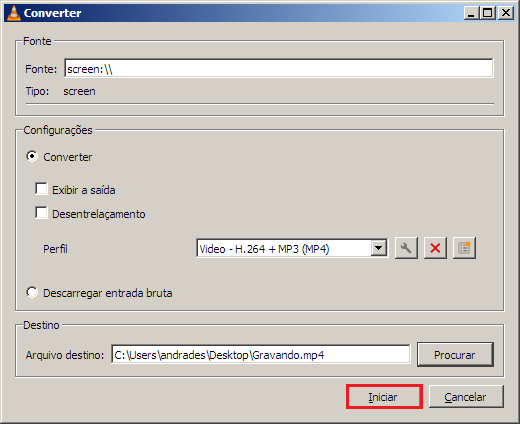 Converter
Fonte
Fonte: screen:\\
Tipo: screen
Configurações
Converter
Exibir a saída
Desentrelaçamento
Perfil Video - H.264 + MP3 (MP4)
Descarregar entrada bruta
Destino
Arquivo destino: C:\Users\andrades\Desktop\Gravando.mp4 Procurar
Iniciar Cancelar